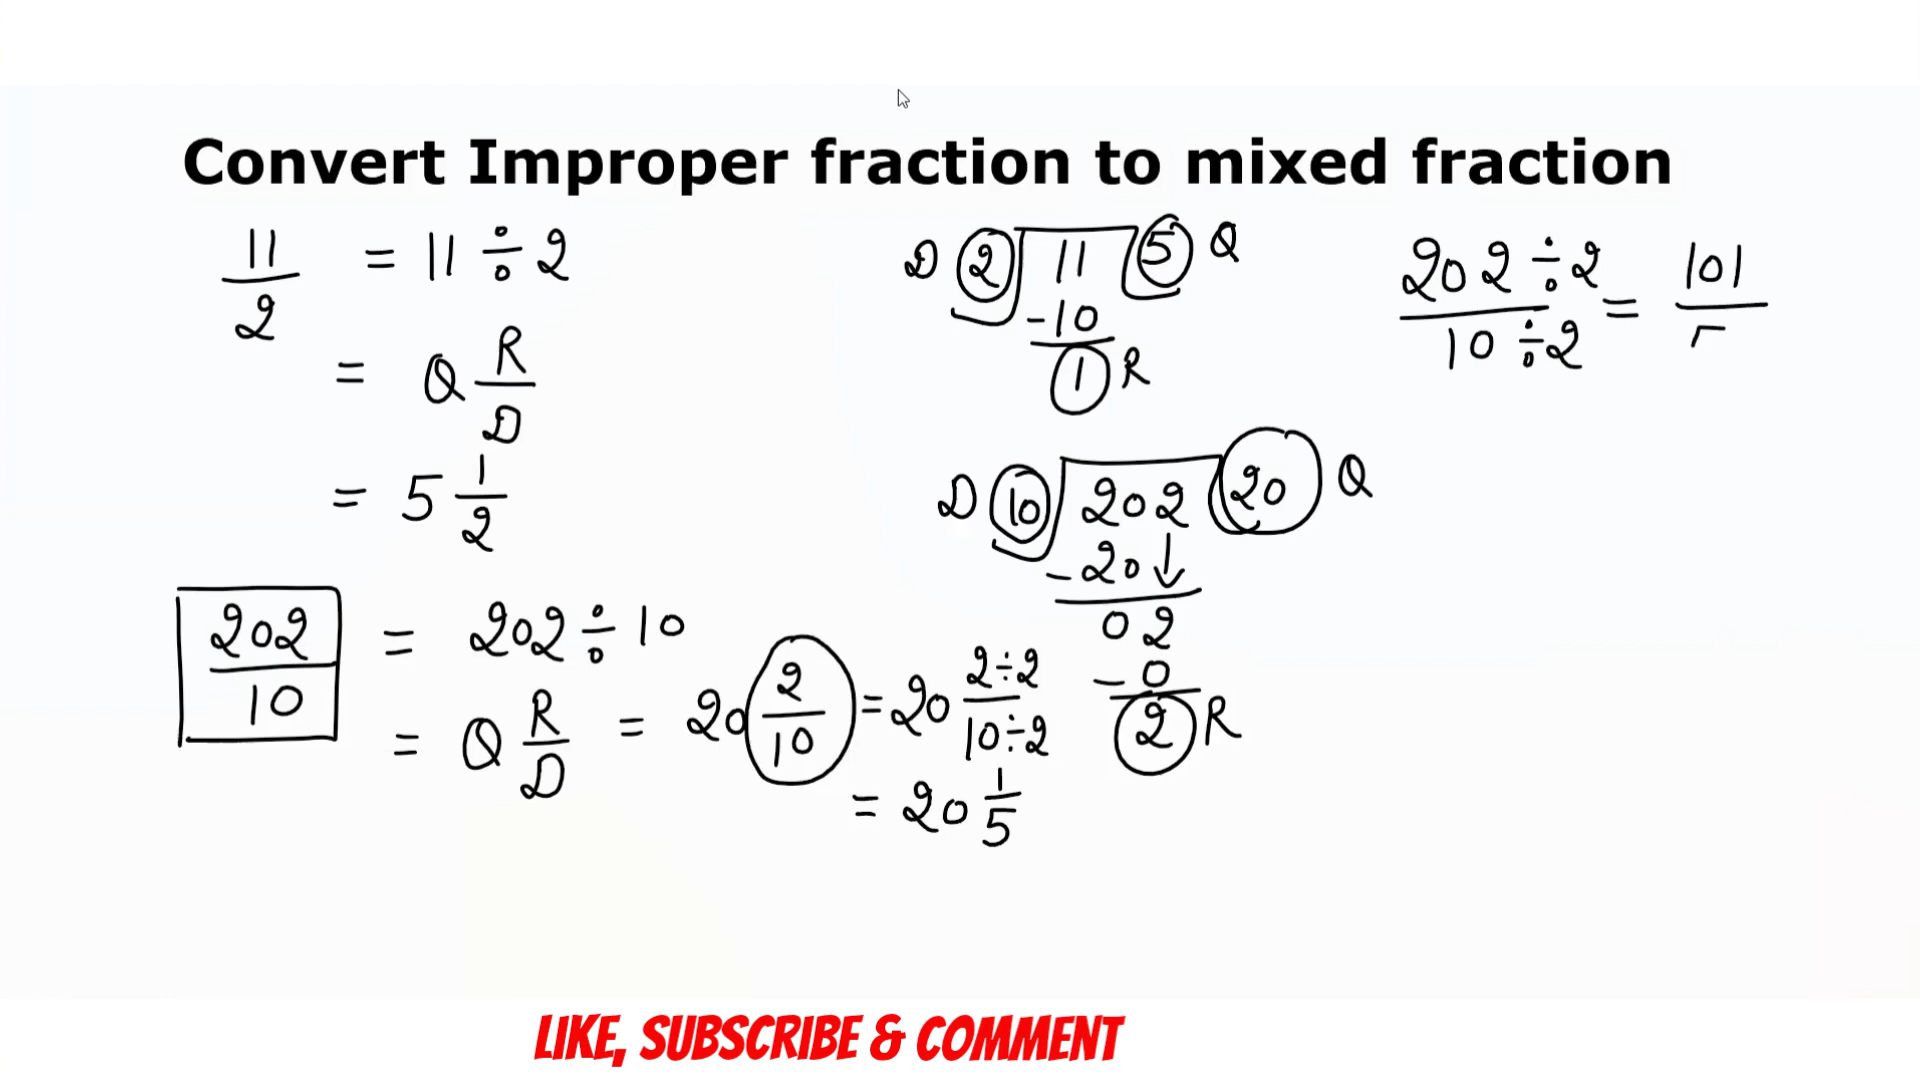 Convert Improper fraction to mixed fraction
11/2 = 11 ÷ 2
= Q R/D
= 5 1/2
D 2 11 5 Q
-10
1 R
202 ÷ 2 / 10 ÷ 2 = 101/
D 10 202 20 Q
-20↓
02
-0
2 R
202/10 = 202 ÷ 10
= Q R/D = 20 2/10 = 20 2÷2/10÷2
= 20 1/5
LIKE, SUBSCRIBE & COMMENT